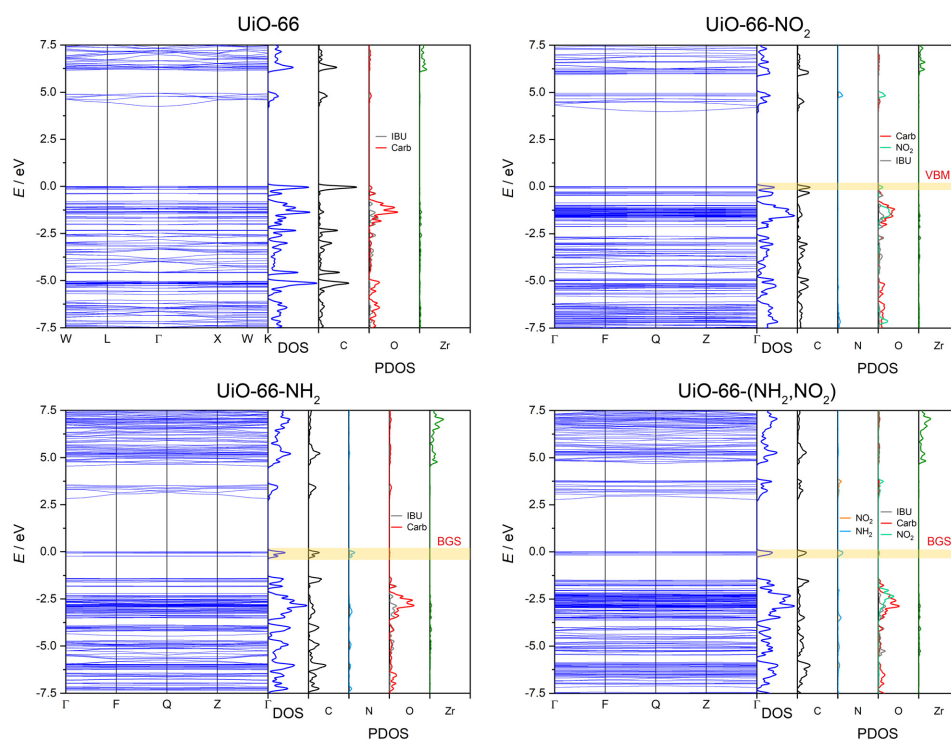 UiO-66
E / eV
7.5
5.0
2.5
0.0
-2.5
-5.0
-7.5
IBU
Carb
W L Γ X W K
DOS
C O Zr
PDOS
UiO-66-NO₂
E / eV
7.5
5.0
2.5
0.0
-2.5
-5.0
-7.5
Carb
NO₂
IBU
VBM
Γ F Q Z Γ
DOS
C N O Zr
PDOS
UiO-66-NH₂
E / eV
7.5
5.0
2.5
0.0
-2.5
-5.0
-7.5
IBU
Carb
BGS
Γ F Q Z Γ
DOS
C N O Zr
PDOS
UiO-66-(NH₂,NO₂)
E / eV
7.5
5.0
2.5
0.0
-2.5
-5.0
-7.5
NO₂
NH₂
IBU
Carb
NO₂
BGS
Γ F Q Z Γ
DOS
C N O Zr
PDOS